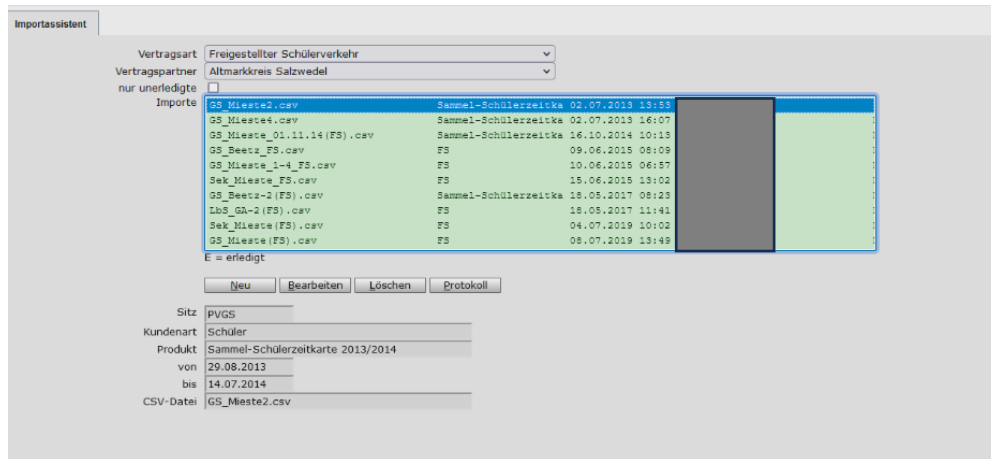 Importassistent
Vertragsart Freigestellter Schülerverkehr
Vertragspartner Altmarkkreis Salzwedel
nur unerledigte
Importe
GS_Mieste2.csv Sammel-Schülerzeitka 02.07.2013 13:53
GS_Mieste4.csv Sammel-Schülerzeitka 02.07.2013 16:07
GS_Mieste_01.11.14(FS).csv Sammel-Schülerzeitka 16.10.2014 10:13
GS_Beetz_FS.csv FS 09.06.2015 08:09
GS_Mieste_1-4_FS.csv FS 10.06.2015 06:57
Sek_Mieste_FS.csv FS 15.06.2015 13:02
GS_Beetz-2(FS).csv Sammel-Schülerzeitka 18.05.2017 08:23
LbS_GA-2(FS).csv FS 18.05.2017 11:41
Sek_Mieste(FS).csv FS 04.07.2019 10:02
GS_Mieste(FS).csv FS 08.07.2019 13:49
E = erledigt
Neu Bearbeiten Löschen Protokoll
Sitz PVGS
Kundenart Schüler
Produkt Sammel-Schülerzeitkarte 2013/2014
von 29.08.2013
bis 14.07.2014
CSV-Datei GS_Mieste2.csv